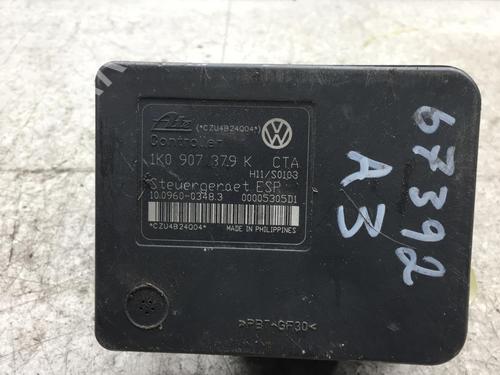 Ate (*CZU4B24Q04*)
Controller
1K0 907 379 K CTA
H11/S0103
Steuergeraet ESP
10.0960-0348.3 00005305D1
*CZU4B24Q04* MADE IN PHILIPPINES
>PBT-GF30<
67392
A3